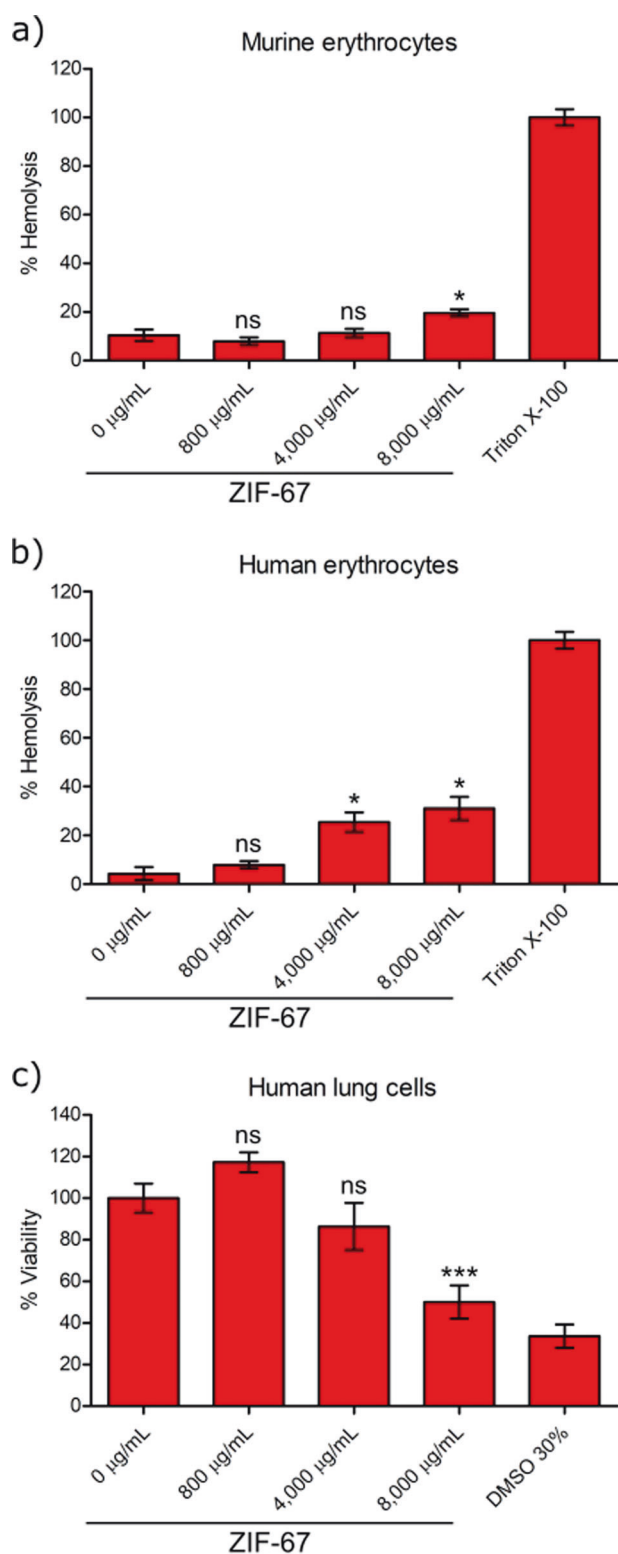 a)
Murine erythrocytes
% Hemolysis
120
100
80
60
40
20
0
ns
ns
*
0 µg/mL
800 µg/mL
4,000 µg/mL
8,000 µg/mL
Triton X-100
ZIF-67
b)
Human erythrocytes
% Hemolysis
120
100
80
60
40
20
0
ns
*
*
0 µg/mL
800 µg/mL
4,000 µg/mL
8,000 µg/mL
Triton X-100
ZIF-67
c)
Human lung cells
% Viability
140
120
100
80
60
40
20
0
ns
ns
***
0 µg/mL
800 µg/mL
4,000 µg/mL
8,000 µg/mL
DMSO 30%
ZIF-67